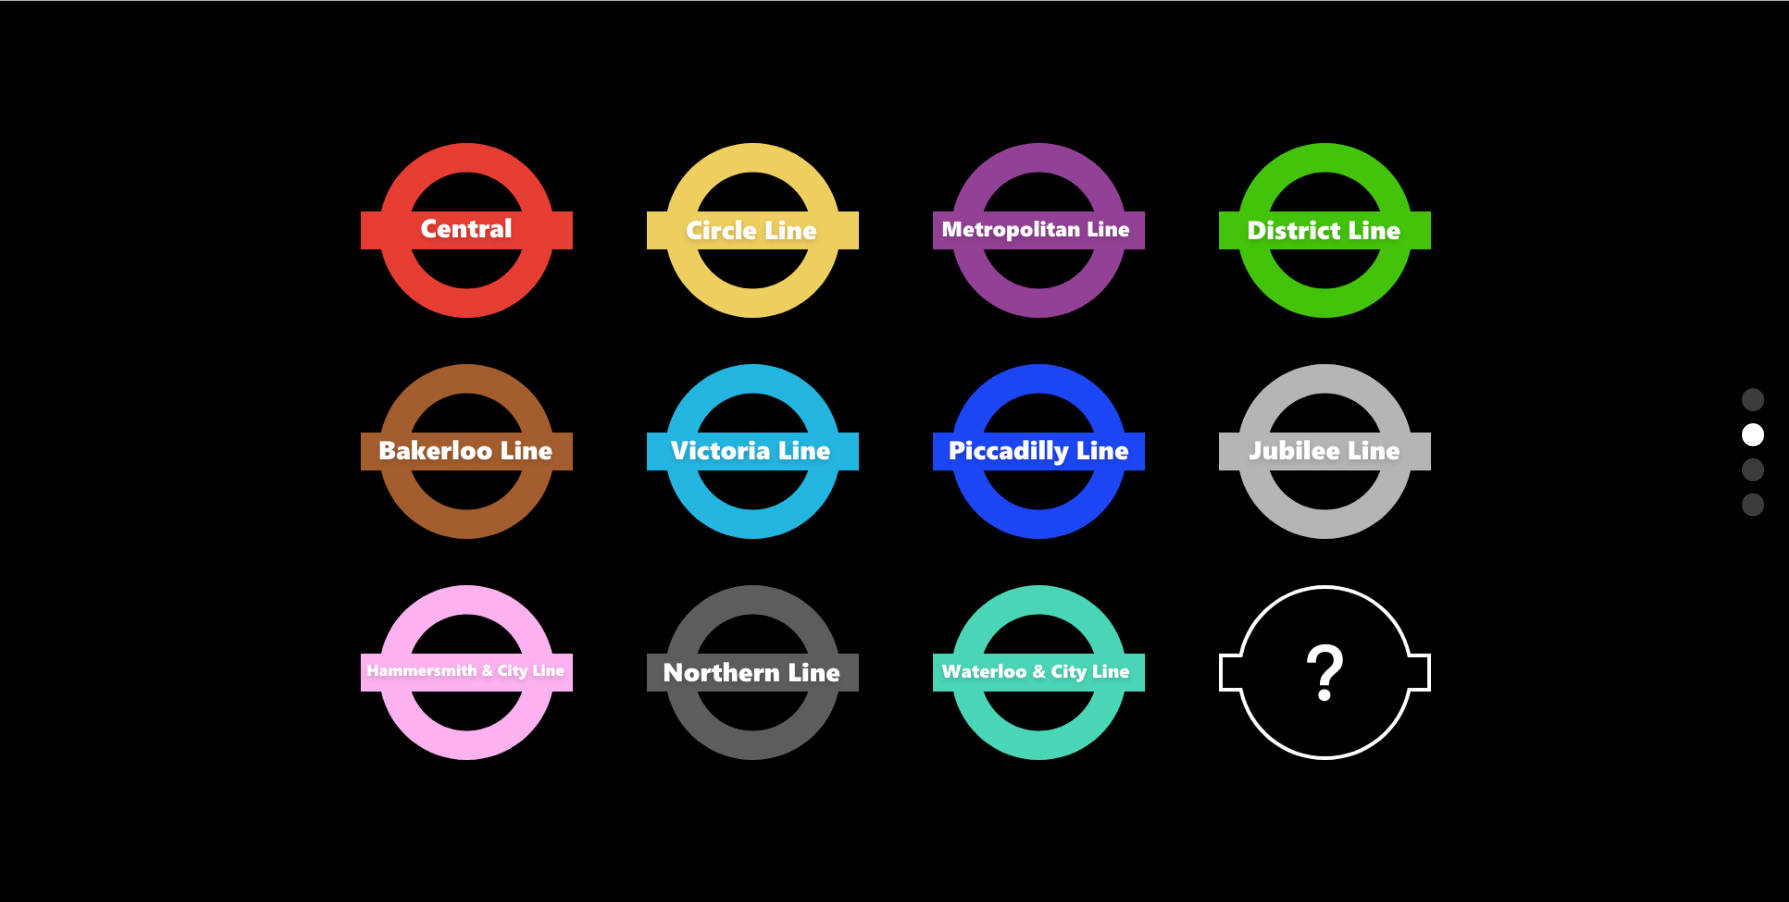 Central
Circle Line
Metropolitan Line
District Line
Bakerloo Line
Victoria Line
Piccadilly Line
Jubilee Line
Hammersmith & City Line
Northern Line
Waterloo & City Line
?